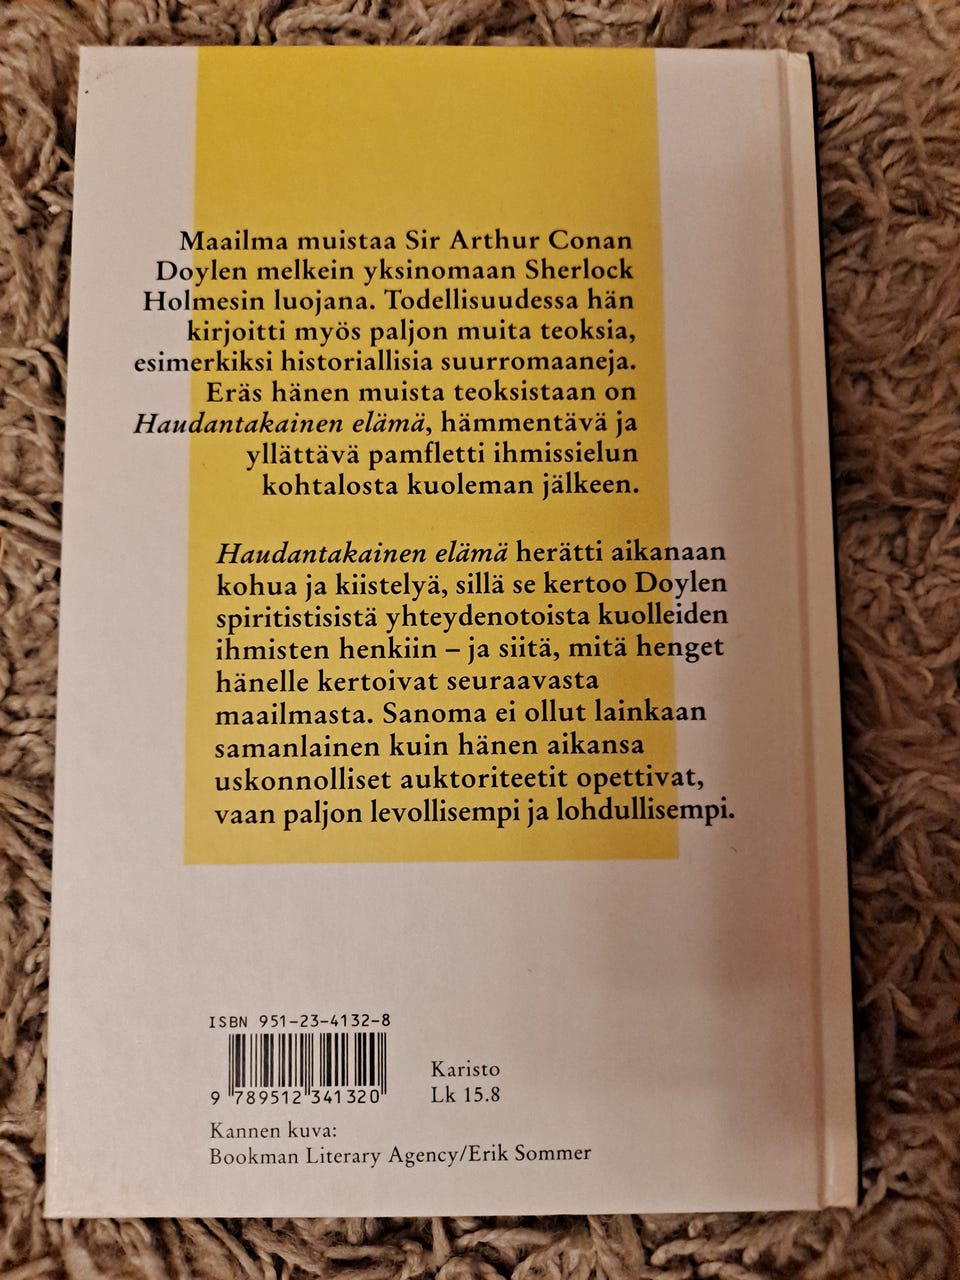 Maailma muistaa Sir Arthur Conan
Doylen melkein yksinomaan Sherlock
Holmesin luojana. Todellisuudessa hän
kirjoitti myös paljon muita teoksia,
esimerkiksi historiallisia suurromaaneja.
Eräs hänen muista teoksistaan on
Haudantakainen elämä, hämmentävä ja
yllättävä pamfletti ihmissielun
kohtalosta kuoleman jälkeen.
Haudantakainen elämä herätti aikanaan
kohua ja kiistelyä, sillä se kertoo Doylen
spiritistisistä yhteydenotoista kuolleiden
ihmisten henkiin – ja siitä, mitä henget
hänelle kertoivat seuraavasta
maailmasta. Sanoma ei ollut lainkaan
samanlainen kuin hänen aikansa
uskonnolliset auktoriteetit opettivat,
vaan paljon levollisempi ja lohdullisempi.
ISBN 951-23-4132-8
9 789512 341320
Karisto
Lk 15.8
Kannen kuva:
Bookman Literary Agency/Erik Sommer